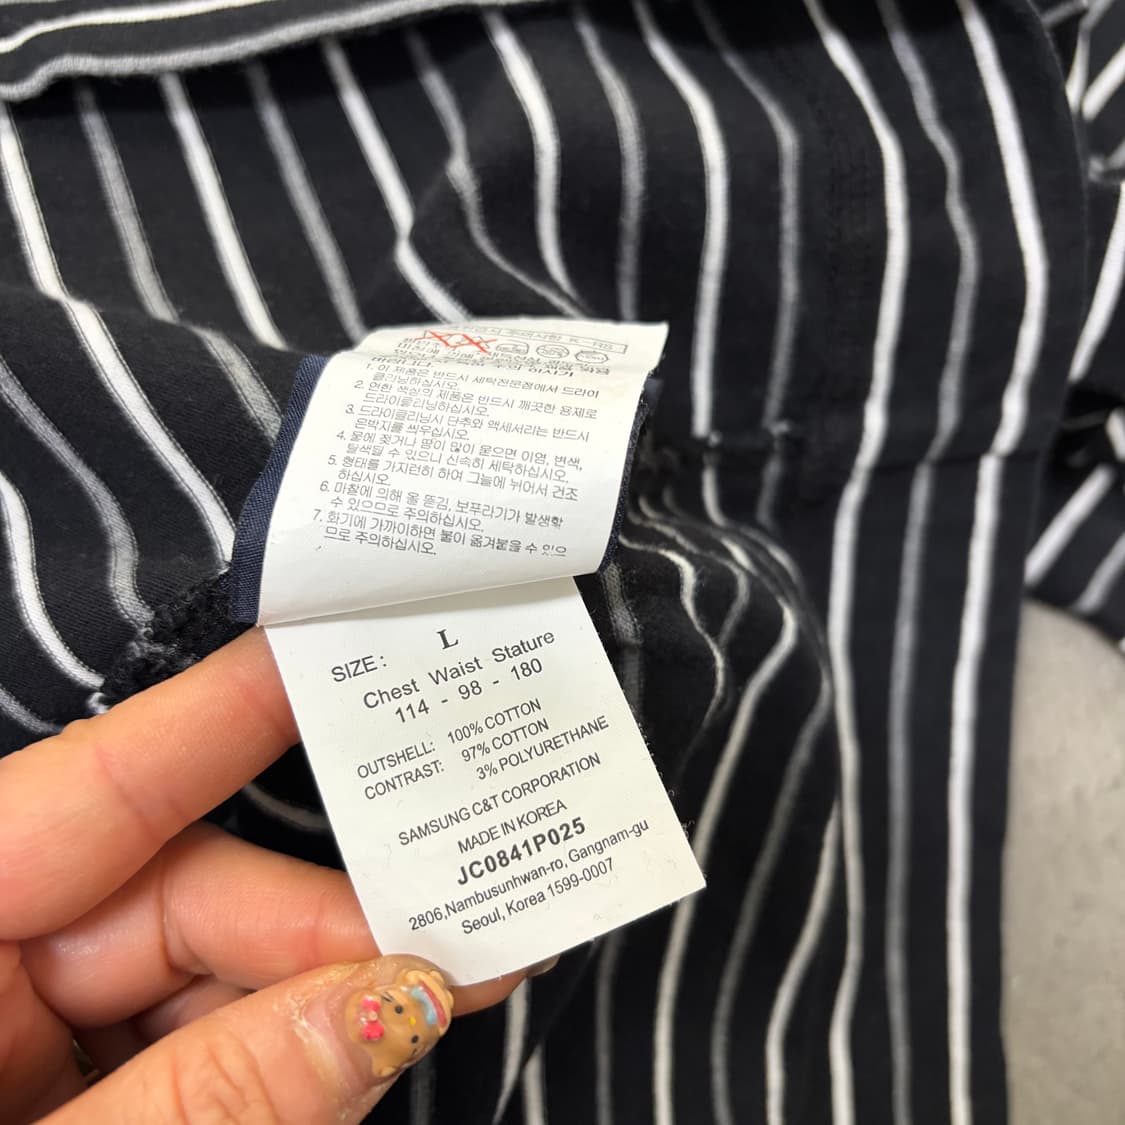 1. 이 제품은 반드시 세탁전문점에서 드라이
클리닝하십시오.
2. 연한 색상의 제품은 반드시 깨끗한 용제로
드라이클리닝하십시오.
3. 드라이클리닝시 단추와 액세서리는 반드시
은박지를 씌우십시오.
4. 물에 젖거나 땀이 많이 묻으면 이염, 변색,
탈색될 수 있으니 신속히 세탁하십시오.
5. 형태를 가지런히 하여 그늘에 뉘어서 건조
하십시오.
6. 마찰에 의해 올 뜯김, 보푸라기가 발생할
수 있으므로 주의하십시오.
7. 화기에 가까이하면 불이 옮겨붙을 수 있으
므로 주의하십시오.
SIZE: L
Chest Waist Stature
114 - 98 - 180
OUTSHELL: 100% COTTON
CONTRAST: 97% COTTON
3% POLYURETHANE
SAMSUNG C&T CORPORATION
MADE IN KOREA
JC0841P025
2806,Nambusunhwan-ro, Gangnam-gu
Seoul, Korea 1599-0007